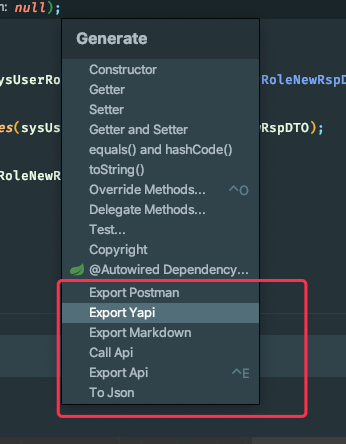 : null);
Generate
ysUserRo
RoleNewRspD
Constructor
Getter
Setter
es(sysUs
RspDTO);
Getter and Setter
equals() and hashCode()
RoleNewR
toString()
Override Methods... ^O
Delegate Methods...
Test...
Copyright
@Autowired Dependency...
Export Postman
Export Yapi
Export Markdown
Call Api
Export Api ^E
To Json